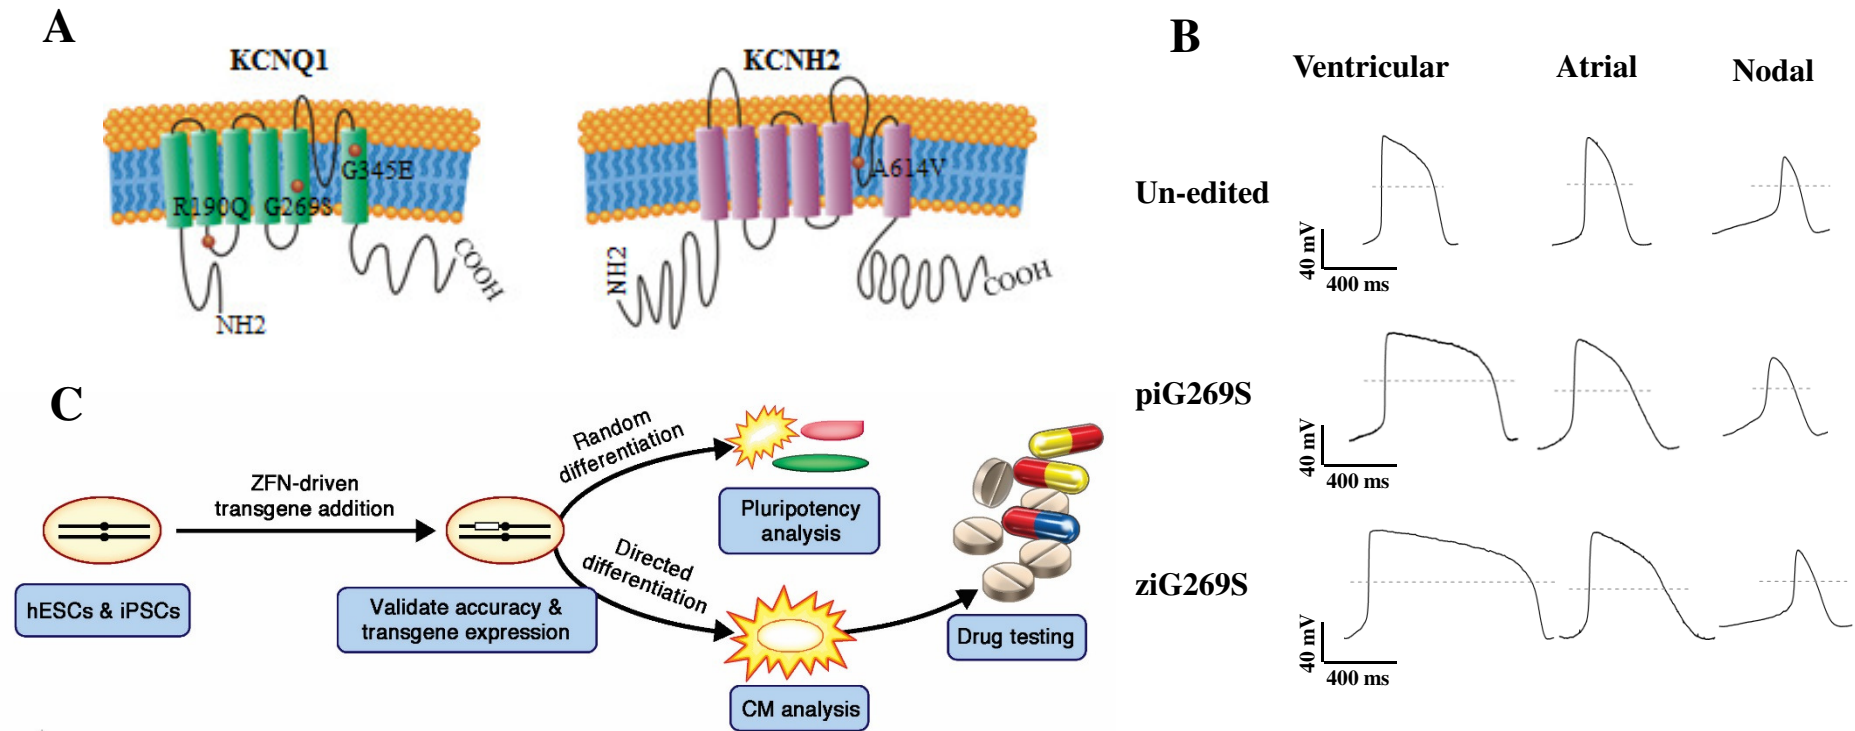 A
KCNQ1
KCNH2
R190Q
G269S
G345E
A614V
NH2
COOH
NH2
COOH
B
Ventricular
Atrial
Nodal
Un-edited
40 mV
400 ms
piG269S
40 mV
400 ms
ziG269S
40 mV
400 ms
C
hESCs & iPSCs
ZFN-driven
transgene addition
Validate accuracy &
transgene expression
Random
differentiation
Directed
differentiation
Pluripotency
analysis
CM analysis
Drug testing